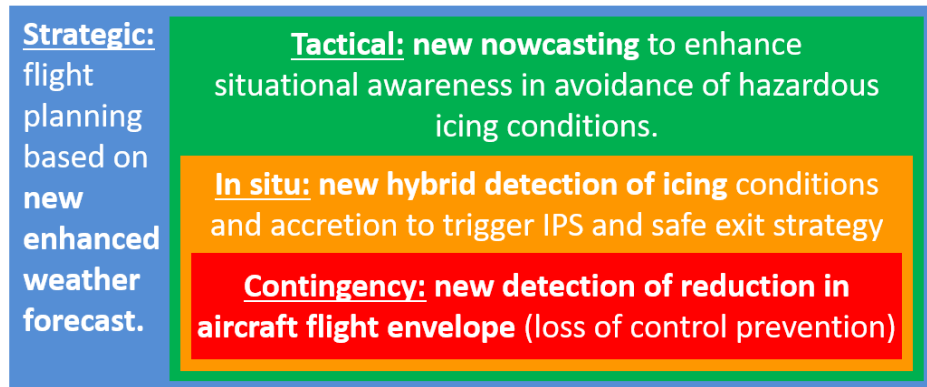 Strategic:
flight
planning
based on
new
enhanced
weather
forecast.
Tactical: new nowcasting to enhance
situational awareness in avoidance of hazardous
icing conditions.
In situ: new hybrid detection of icing conditions
and accretion to trigger IPS and safe exit strategy
Contingency: new detection of reduction in
aircraft flight envelope (loss of control prevention)